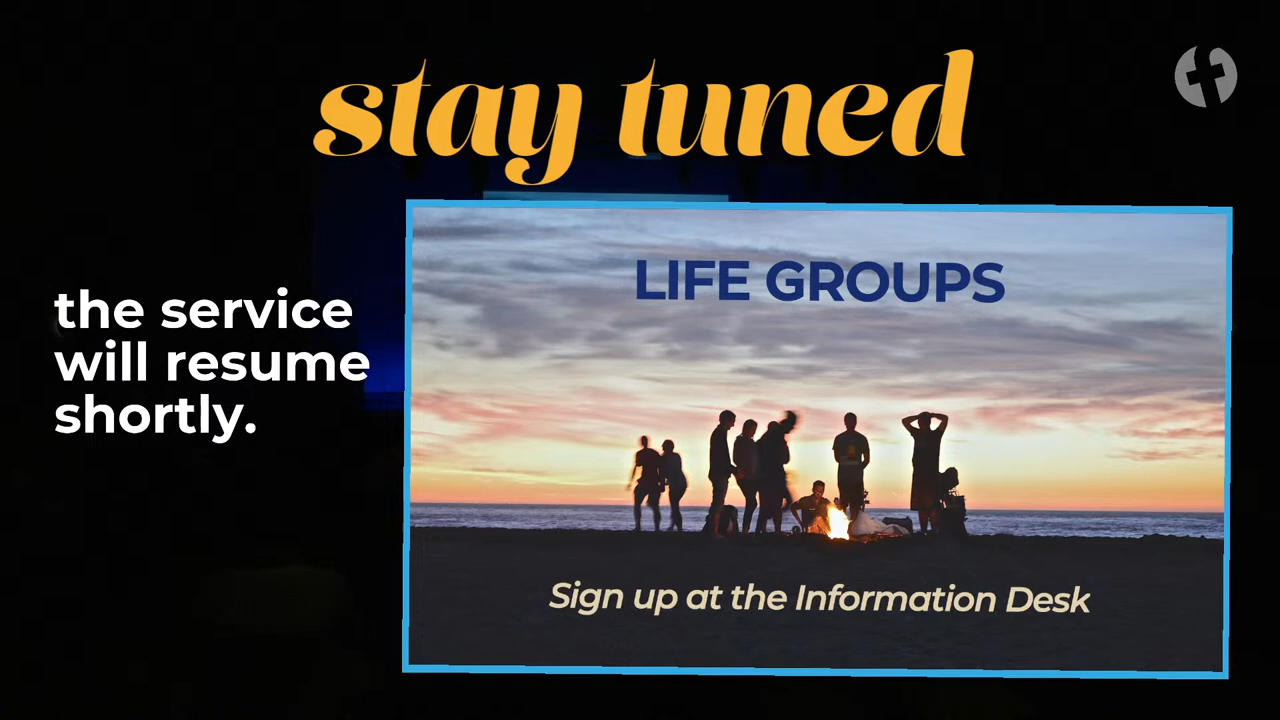 stay tuned
the service
will resume
shortly.
LIFE GROUPS
Sign up at the Information Desk